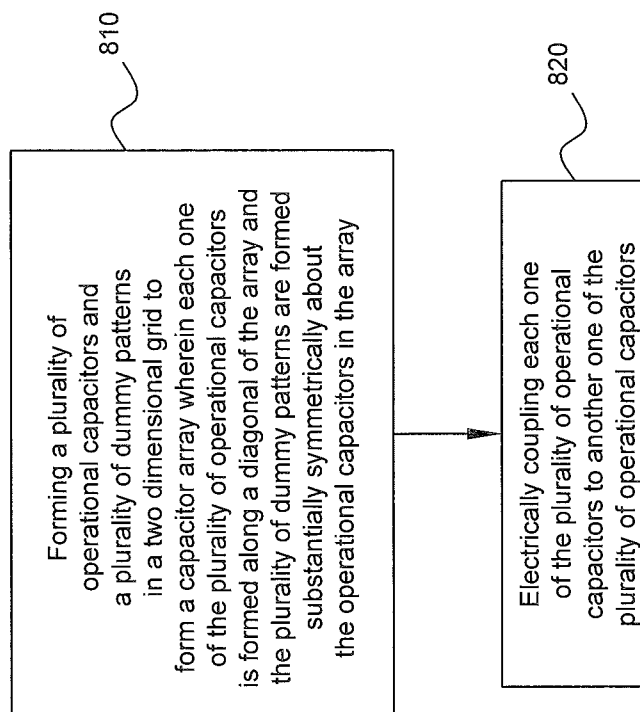 810
Forming a plurality of
operational capacitors and
a plurality of dummy patterns
in a two dimensional grid to
form a capacitor array wherein each one
of the plurality of operational capacitors
is formed along a diagonal of the array and
the plurality of dummy patterns are formed
substantially symmetrically about
the operational capacitors in the array
820
Electrically coupling each one
of the plurality of operational
capacitors to another one of the
plurality of operational capacitors